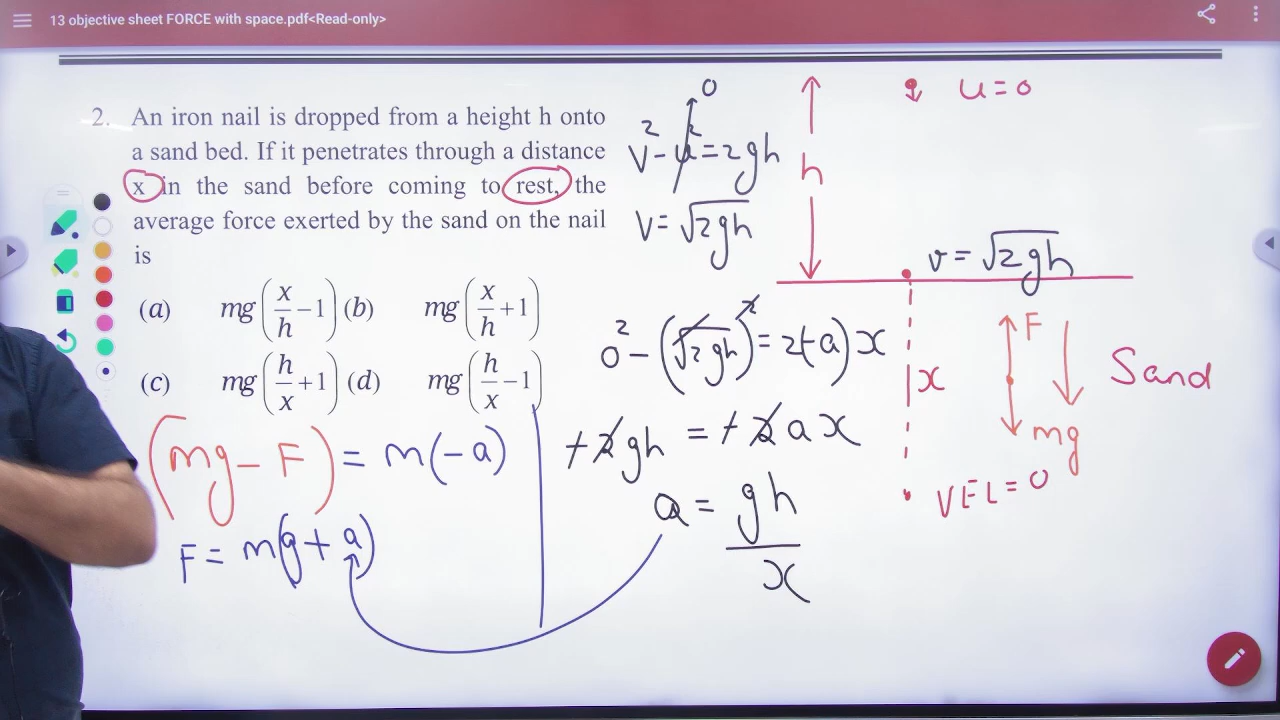 13 objective sheet FORCE with space.pdf<Read-only>
2. An iron nail is dropped from a height h onto
a sand bed. If it penetrates through a distance
x in the sand before coming to rest, the
average force exerted by the sand on the nail
is
(a) mg(x/h − 1) (b) mg(x/h + 1)
(c) mg(h/x + 1) (d) mg(h/x − 1)
(mg − F) = m(−a)
F = m(g + a)
v² − u² = 2gh
0
v = √2gh
0² − (√2gh)² = 2(−a)x
+2gh = +2ax
a = gh/x
h
u = 0
v = √2gh
x
F
mg
Sand
VEL = 0